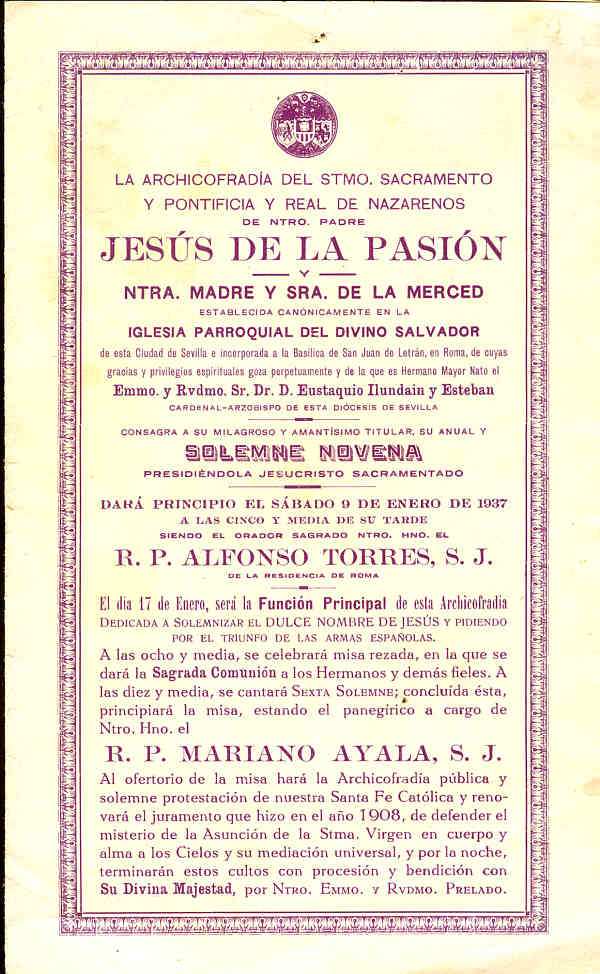 LA ARCHICOFRADÍA DEL STMO. SACRAMENTO
Y PONTIFICIA Y REAL DE NAZARENOS
DE NTRO. PADRE
JESÚS DE LA PASIÓN
Y
NTRA. MADRE Y SRA. DE LA MERCED
ESTABLECIDA CANÓNICAMENTE EN LA
IGLESIA PARROQUIAL DEL DIVINO SALVADOR
de esta Ciudad de Sevilla e incorporada a la Basílica de San Juan de Letrán, en Roma, de cuyas
gracias y privilegios espirituales goza perpetuamente y de la que es Hermano Mayor Nato el
Emmo. y Rvdmo. Sr. Dr. D. Eustaquio Ilundain y Esteban
CARDENAL-ARZOBISPO DE ESTA DIÓCESIS DE SEVILLA
CONSAGRA A SU MILAGROSO Y AMANTÍSIMO TITULAR, SU ANUAL Y
SOLEMNE NOVENA
PRESIDIÉNDOLA JESUCRISTO SACRAMENTADO
DARÁ PRINCIPIO EL SÁBADO 9 DE ENERO DE 1937
A LAS CINCO Y MEDIA DE SU TARDE
SIENDO EL ORADOR SAGRADO NTRO. HNO. EL
R. P. ALFONSO TORRES, S. J.
DE LA RESIDENCIA DE ROMA
El día 17 de Enero, será la Función Principal de esta Archicofradía
DEDICADA A SOLEMNIZAR EL DULCE NOMBRE DE JESÚS Y PIDIENDO
POR EL TRIUNFO DE LAS ARMAS ESPAÑOLAS.
A las ocho y media, se celebrará misa rezada, en la que se
dará la Sagrada Comunión a los Hermanos y demás fieles. A
las diez y media, se cantará SEXTA SOLEMNE; concluída ésta,
principiará la misa, estando el panegírico a cargo de
Ntro. Hno. el
R. P. MARIANO AYALA, S. J.
Al ofertorio de la misa hará la Archicofradía pública y
solemne protestación de nuestra Santa Fe Católica y reno-
vará el juramento que hizo en el año 1908, de defender el
misterio de la Asunción de la Stma. Virgen en cuerpo y
alma a los Cielos y su mediación universal, y por la noche,
terminarán estos cultos con procesión y bendición con
Su Divina Majestad, por NTRO. EMMO. Y RVDMO. PRELADO.